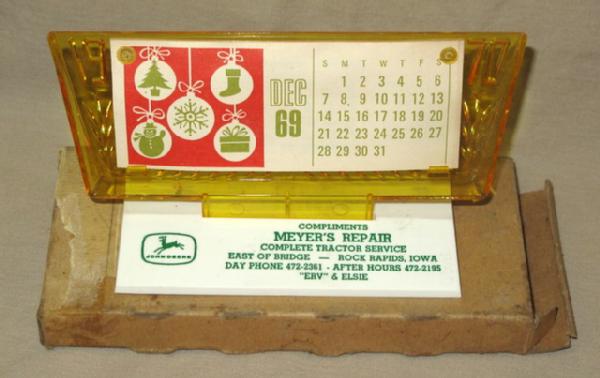 DEC
69
S M T W T F S
1 2 3 4 5 6
7 8 9 10 11 12 13
14 15 16 17 18 19 20
21 22 23 24 25 26 27
28 29 30 31
JOHN DEERE
COMPLIMENTS
MEYER'S REPAIR
COMPLETE TRACTOR SERVICE
EAST OF BRIDGE — ROCK RAPIDS, IOWA
DAY PHONE 472-2361 - AFTER HOURS 472-2195
"ERV" & ELSIE